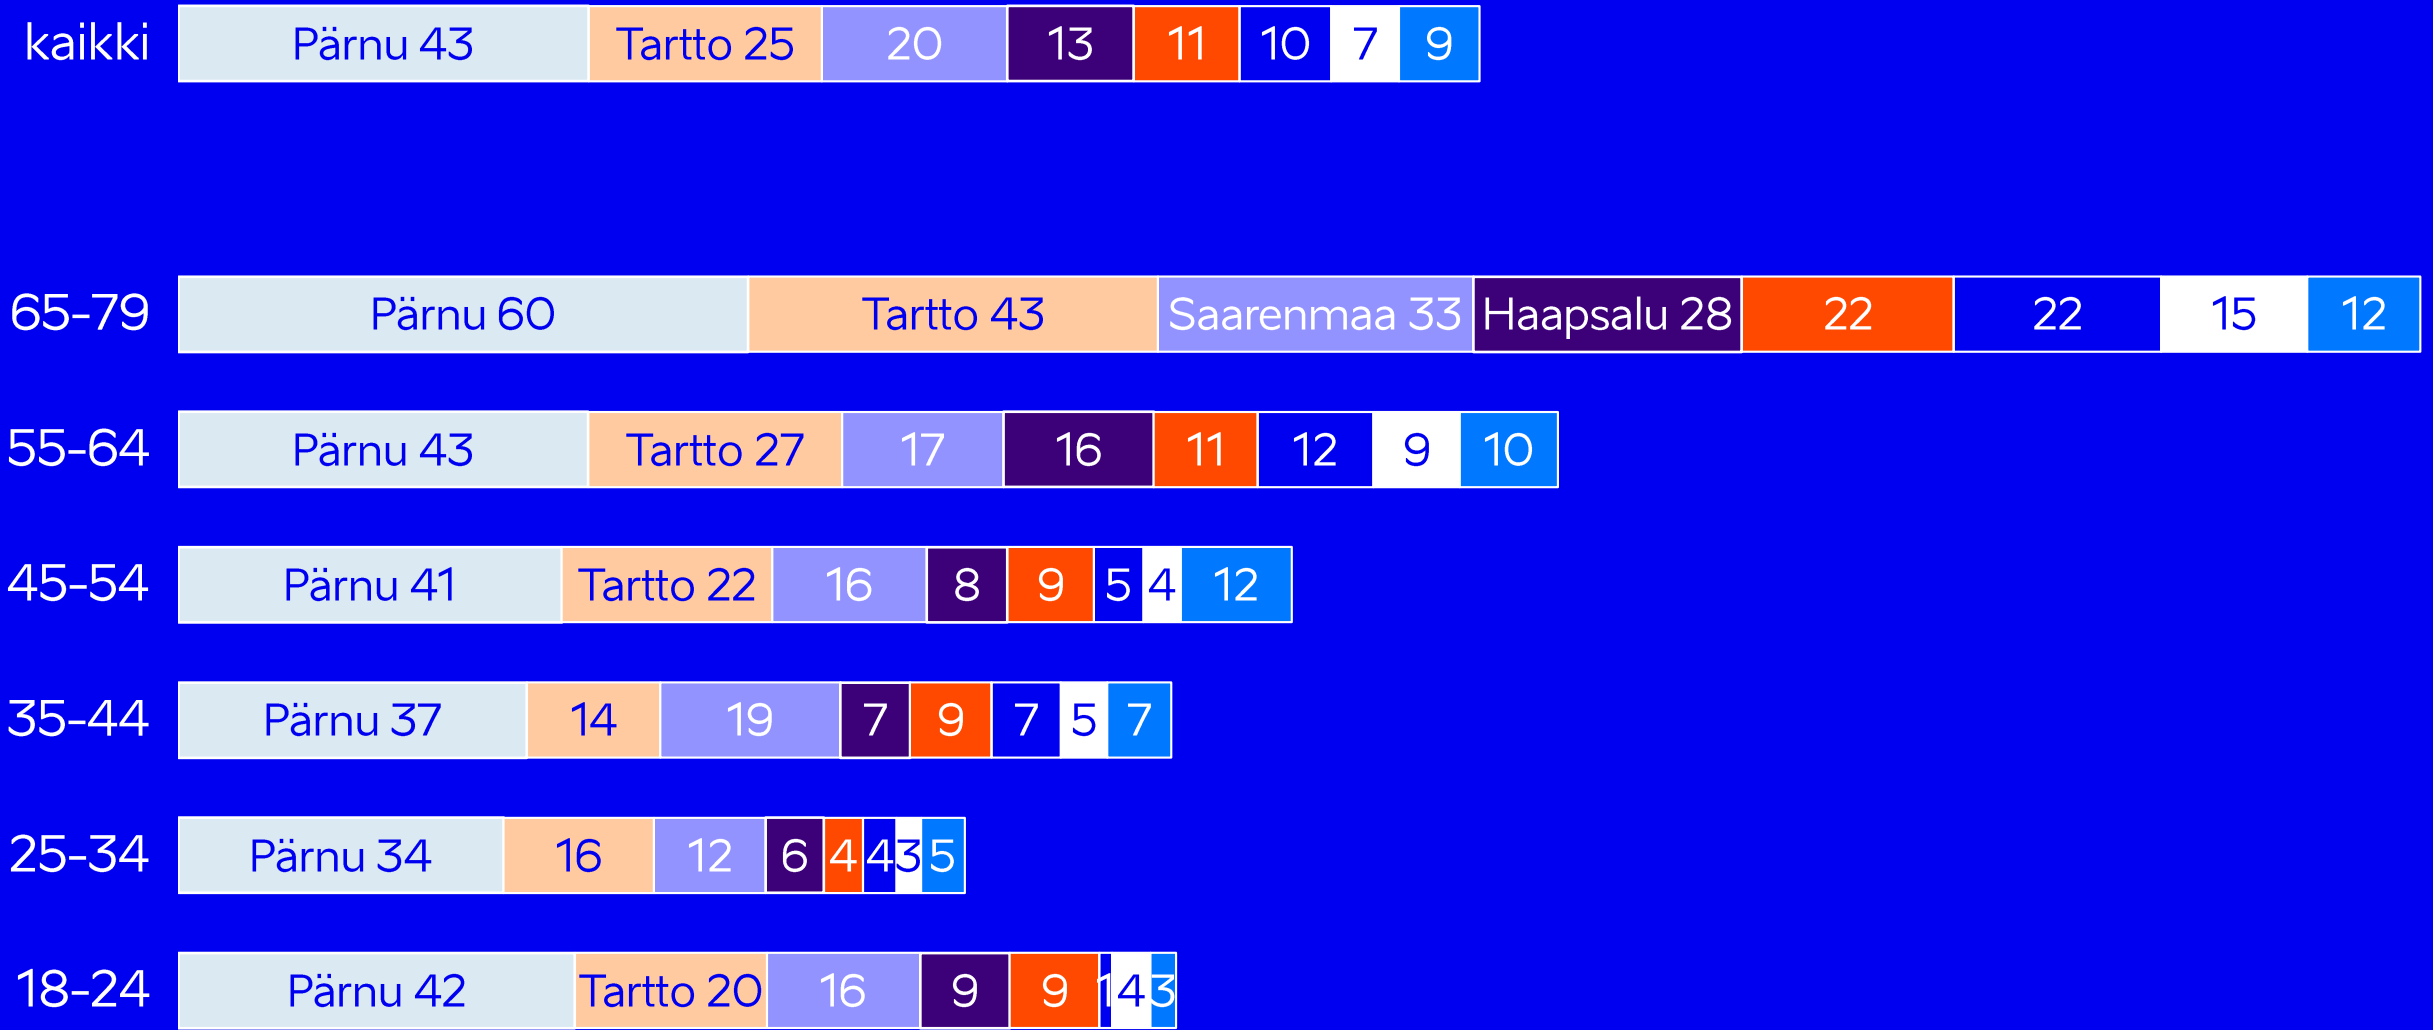 kaikki Pärnu 43 Tartto 25 20 13 11 10 7 9
65-79 Pärnu 60 Tartto 43 Saarenmaa 33 Haapsalu 28 22 22 15 12
55-64 Pärnu 43 Tartto 27 17 16 11 12 9 10
45-54 Pärnu 41 Tartto 22 16 8 9 5 4 12
35-44 Pärnu 37 14 19 7 9 7 5 7
25-34 Pärnu 34 16 12 6 4 4 3 5
18-24 Pärnu 42 Tartto 20 16 9 9 1 4 3